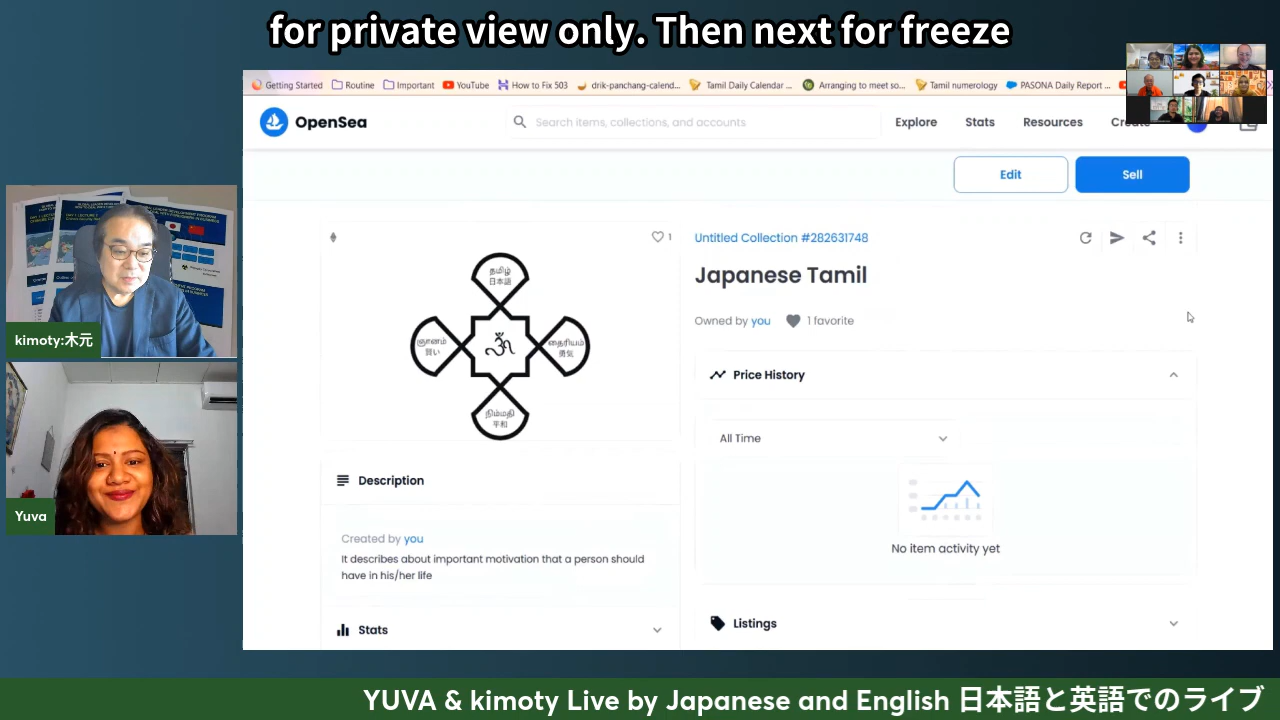 for private view only. Then next for freeze
Getting Started
Routine
Important
YouTube
How to Fix 503
drik-panchang-calend...
Tamil Daily Calendar ...
Arranging to meet so...
Tamil numerology
PASONA Daily Report ...
OpenSea
Search items, collections, and accounts
Explore
Stats
Resources
Edit
Sell
kimoty:木元
Yuva
தமிழ்
日本語
ஞானம்
賢い
ॐ
தைரியம்
勇気
நிம்மதி
平和
1
Untitled Collection #282631748
Japanese Tamil
Owned by you
1 favorite
Price History
All Time
No item activity yet
Description
Created by you
It describes about important motivation that a person should
have in his/her life
Stats
Listings
YUVA & kimoty Live by Japanese and English 日本語と英語でのライブ